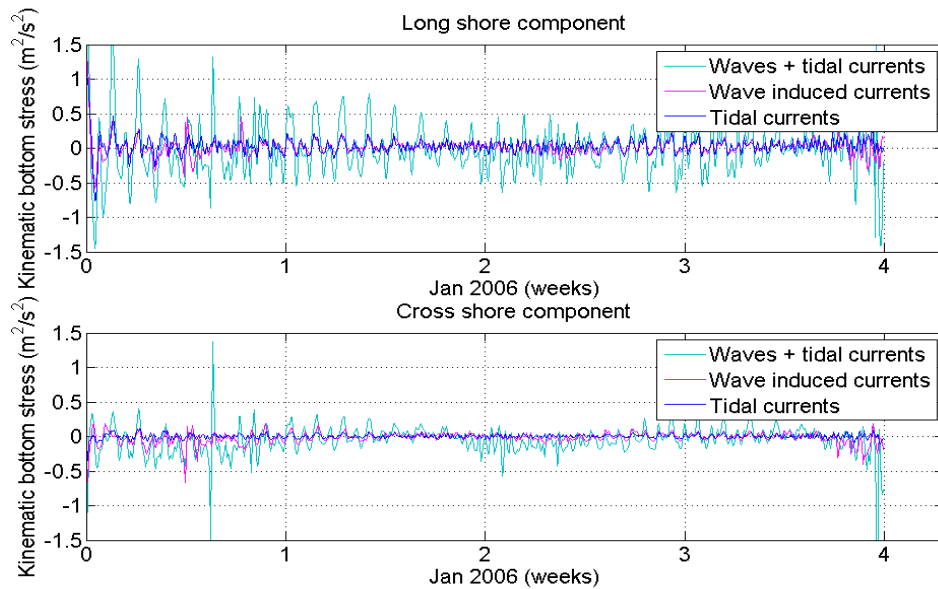 Long shore component
Kinematic bottom stress (m²/s²)
1.5
1
0.5
0
-0.5
-1
-1.5
Waves + tidal currents
Wave induced currents
Tidal currents
0 1 2 3 4
Jan 2006 (weeks)
Cross shore component
Kinematic bottom stress (m²/s²)
1.5
1
0.5
0
-0.5
-1
-1.5
Waves + tidal currents
Wave induced currents
Tidal currents
0 1 2 3 4
Jan 2006 (weeks)